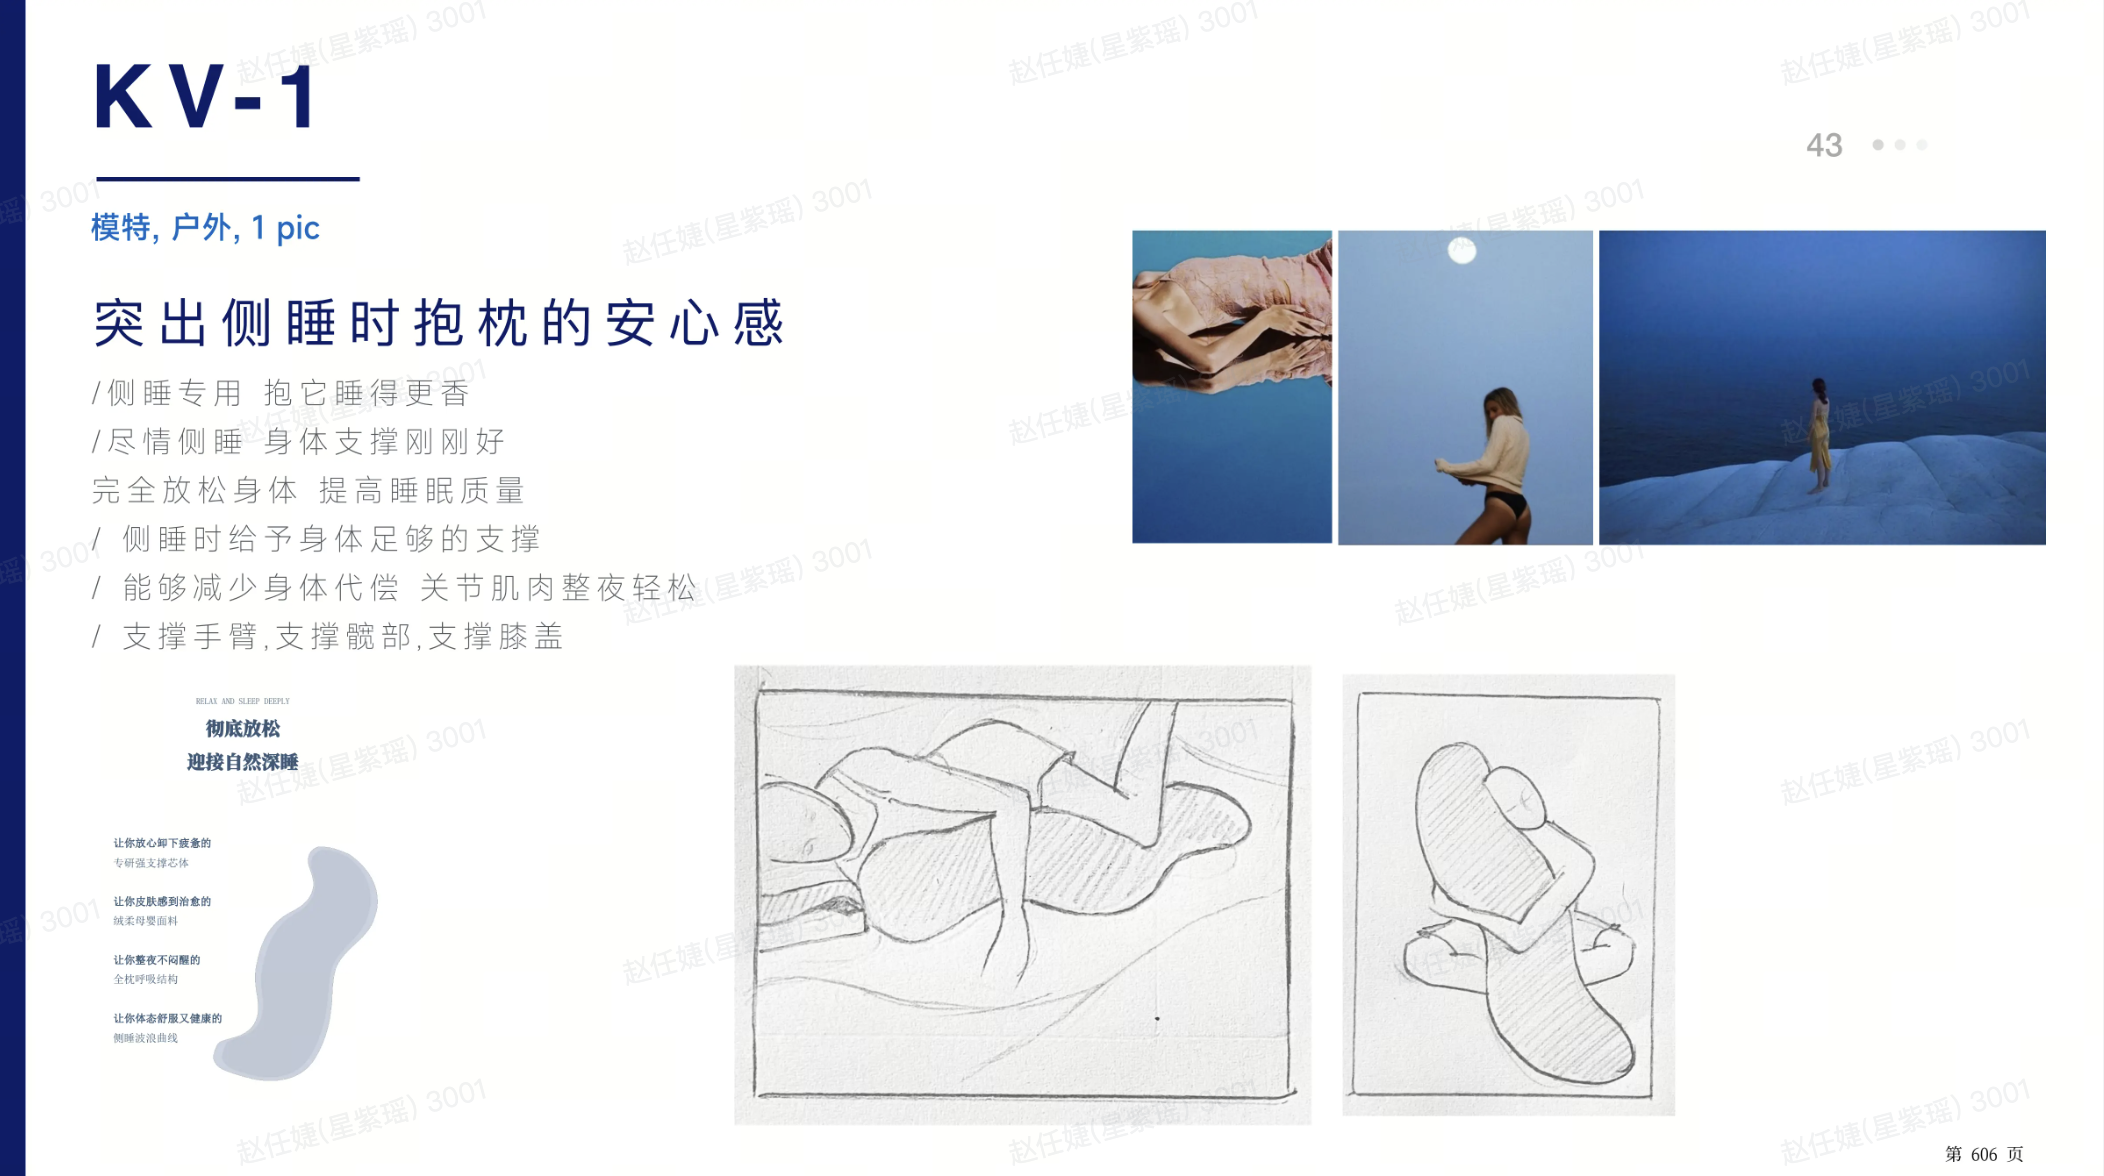 KV-1
43
模特, 户外, 1 pic
突出侧睡时抱枕的安心感
/侧睡专用 抱它睡得更香
/尽情侧睡 身体支撑刚刚好
完全放松身体 提高睡眠质量
/ 侧睡时给予身体足够的支撑
/ 能够减少身体代偿 关节肌肉整夜轻松
/ 支撑手臂,支撑髋部,支撑膝盖
RELAX AND SLEEP DEEPLY
彻底放松
迎接自然深睡
让你放心卸下疲惫的
专研强支撑芯体
让你皮肤感到治愈的
绒柔母婴面料
让你整夜不闷醒的
全枕呼吸结构
让你体态舒服又健康的
侧睡波浪曲线
第 606 页
赵任婕(星紫瑶) 3001